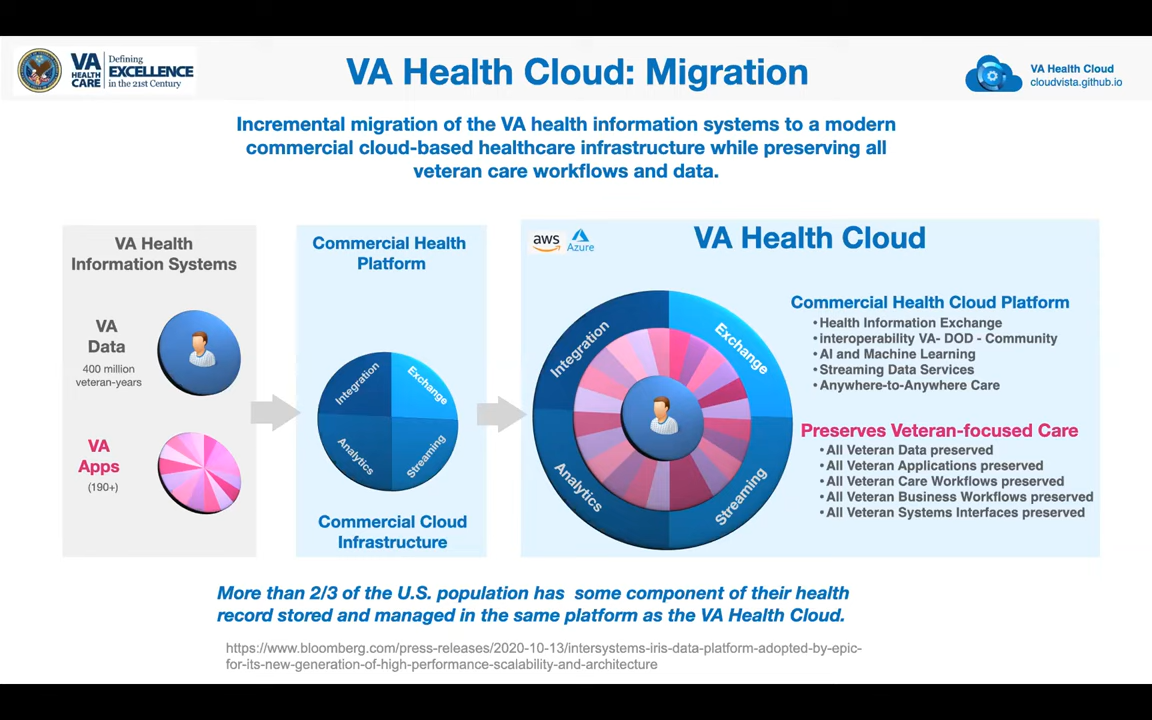 VA
HEALTH
CARE
Defining
EXCELLENCE
in the 21st Century
VA Health Cloud: Migration
VA Health Cloud
cloudvista.github.io
Incremental migration of the VA health information systems to a modern
commercial cloud-based healthcare infrastructure while preserving all
veteran care workflows and data.
VA Health
Information Systems
VA
Data
400 million
veteran-years
VA
Apps
(190+)
Commercial Health
Platform
Integration
Exchange
Analytics
Streaming
Commercial Cloud
Infrastructure
aws
Azure
VA Health Cloud
Integration
Exchange
Analytics
Streaming
Commercial Health Cloud Platform
•Health Information Exchange
•interoperability VA- DOD - Community
•AI and Machine Learning
•Streaming Data Services
•Anywhere-to-Anywhere Care
Preserves Veteran-focused Care
•All Veteran Data preserved
•All Veteran Applications preserved
•All Veteran Care Workflows preserved
•All Veteran Business Workflows preserved
•All Veteran Systems Interfaces preserved
More than 2/3 of the U.S. population has  some component of their health
record stored and managed in the same platform as the VA Health Cloud.
https://www.bloomberg.com/press-releases/2020-10-13/intersystems-iris-data-platform-adopted-by-epic-
for-its-new-generation-of-high-performance-scalability-and-architecture